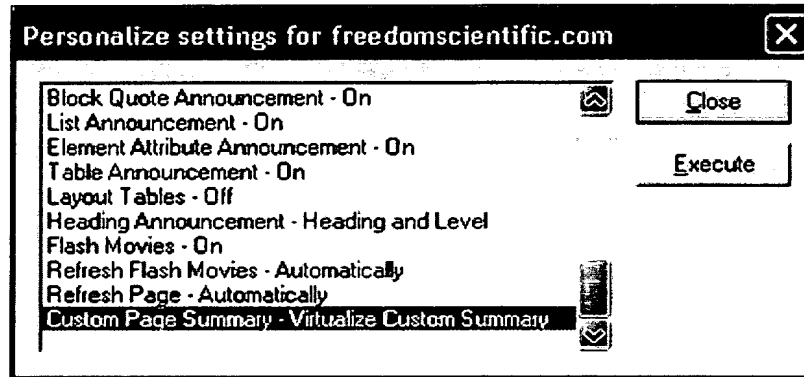 Personalize settings for freedomscientific.com
Block Quote Announcement - On
List Announcement - On
Element Attribute Announcement - On
Table Announcement - On
Layout Tables - Off
Heading Announcement - Heading and Level
Flash Movies - On
Refresh Flash Movies - Automatically
Refresh Page - Automatically
Custom Page Summary - Virtualize Custom Summary
Close
Execute